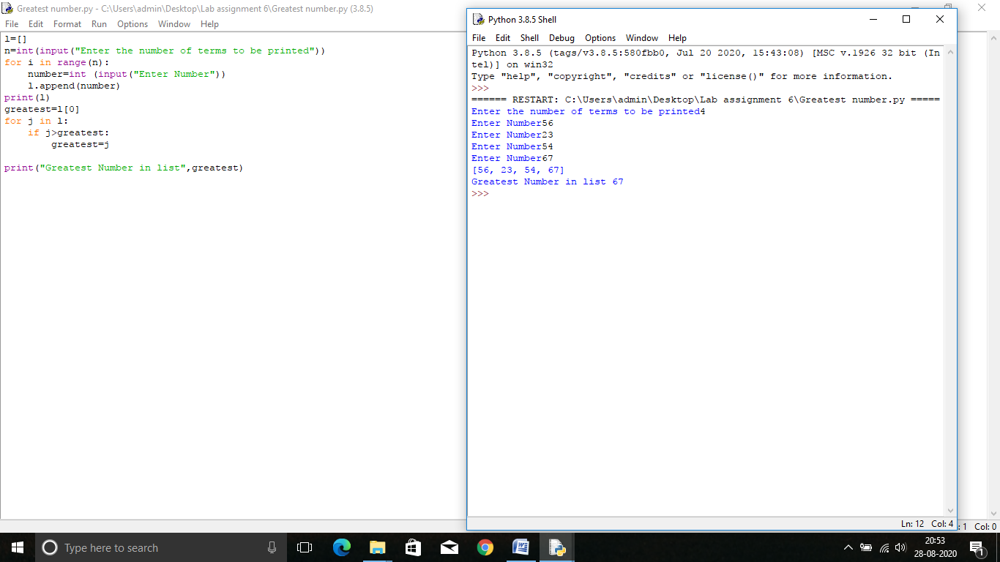 Greatest number.py - C:\Users\admin\Desktop\Lab assignment 6\Greatest number.py (3.8.5)
File Edit Format Run Options Window Help
l=[]
n=int(input("Enter the number of terms to be printed"))
for i in range(n):
    number=int (input("Enter Number"))
    l.append(number)
print(l)
greatest=l[0]
for j in l:
    if j>greatest:
        greatest=j
print("Greatest Number in list",greatest)
Python 3.8.5 Shell
File Edit Shell Debug Options Window Help
Python 3.8.5 (tags/v3.8.5:580fbb0, Jul 20 2020, 15:43:08) [MSC v.1926 32 bit (In
tel)] on win32
Type "help", "copyright", "credits" or "license()" for more information.
>>>
====== RESTART: C:\Users\admin\Desktop\Lab assignment 6\Greatest number.py =====
Enter the number of terms to be printed4
Enter Number56
Enter Number23
Enter Number54
Enter Number67
[56, 23, 54, 67]
Greatest Number in list 67
>>>
Ln: 12 Col: 4
: 1 Col: 0
Type here to search
20:53
28-08-2020
1